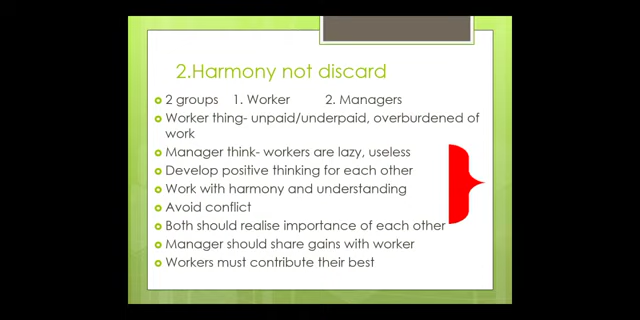 2.Harmony not discard
2 groups 1. Worker 2. Managers
Worker thing- unpaid/underpaid, overburdened of
work
Manager think- workers are lazy, useless
Develop positive thinking for each other
Work with harmony and understanding
Avoid conflict
Both should realise importance of each other
Manager should share gains with worker
Workers must contribute their best